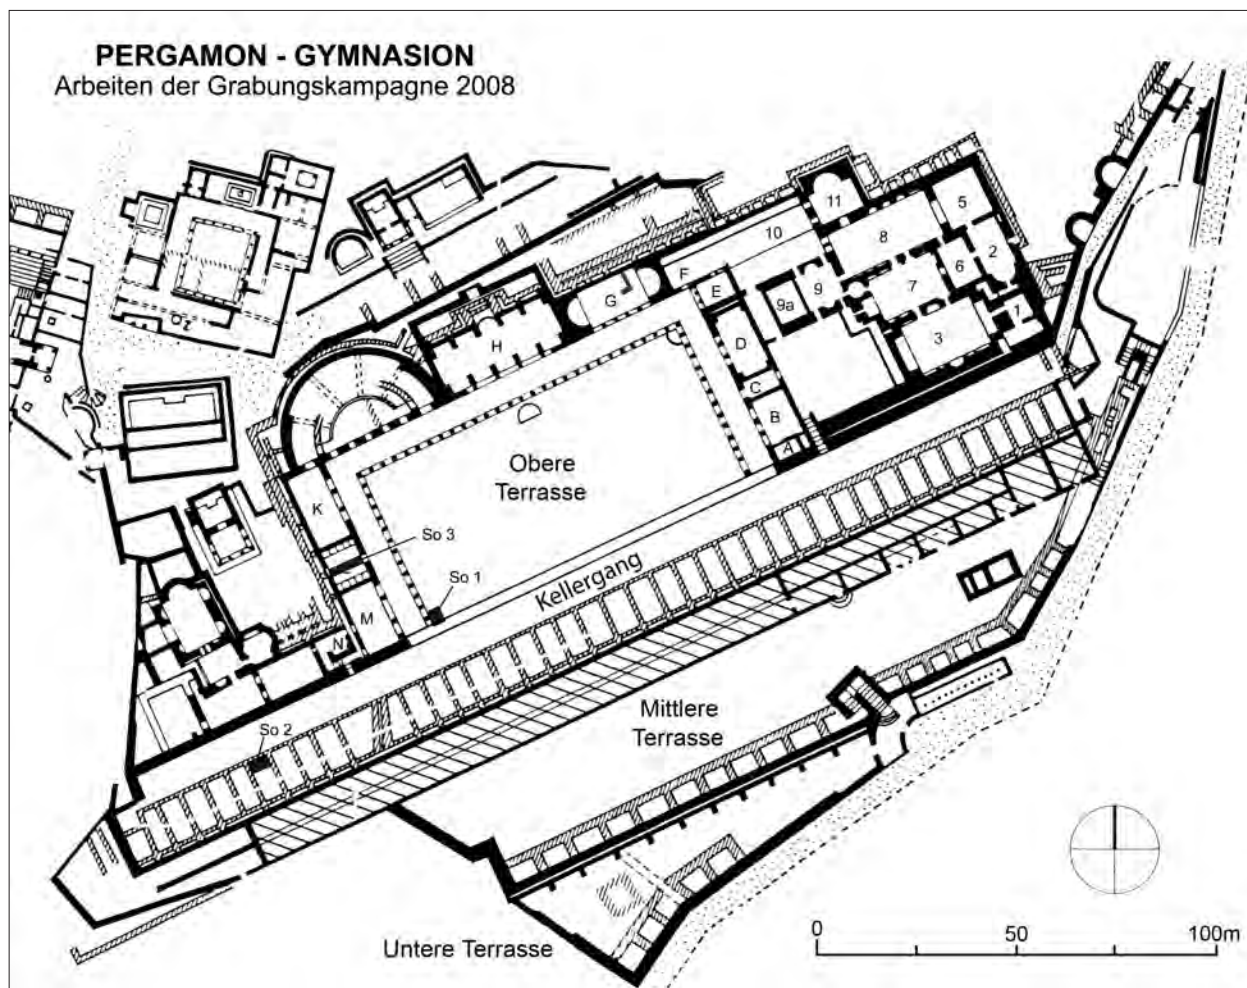 PERGAMON - GYMNASION
Arbeiten der Grabungskampagne 2008
11
5
10
8
2
F
6
G
E
9
7
9a
1
H
D
3
C
B
A
Obere
Terrasse
K
So 3
So 1
Kellergang
M
N
Mittlere
Terrasse
So 2
Untere Terrasse
0
50
100m